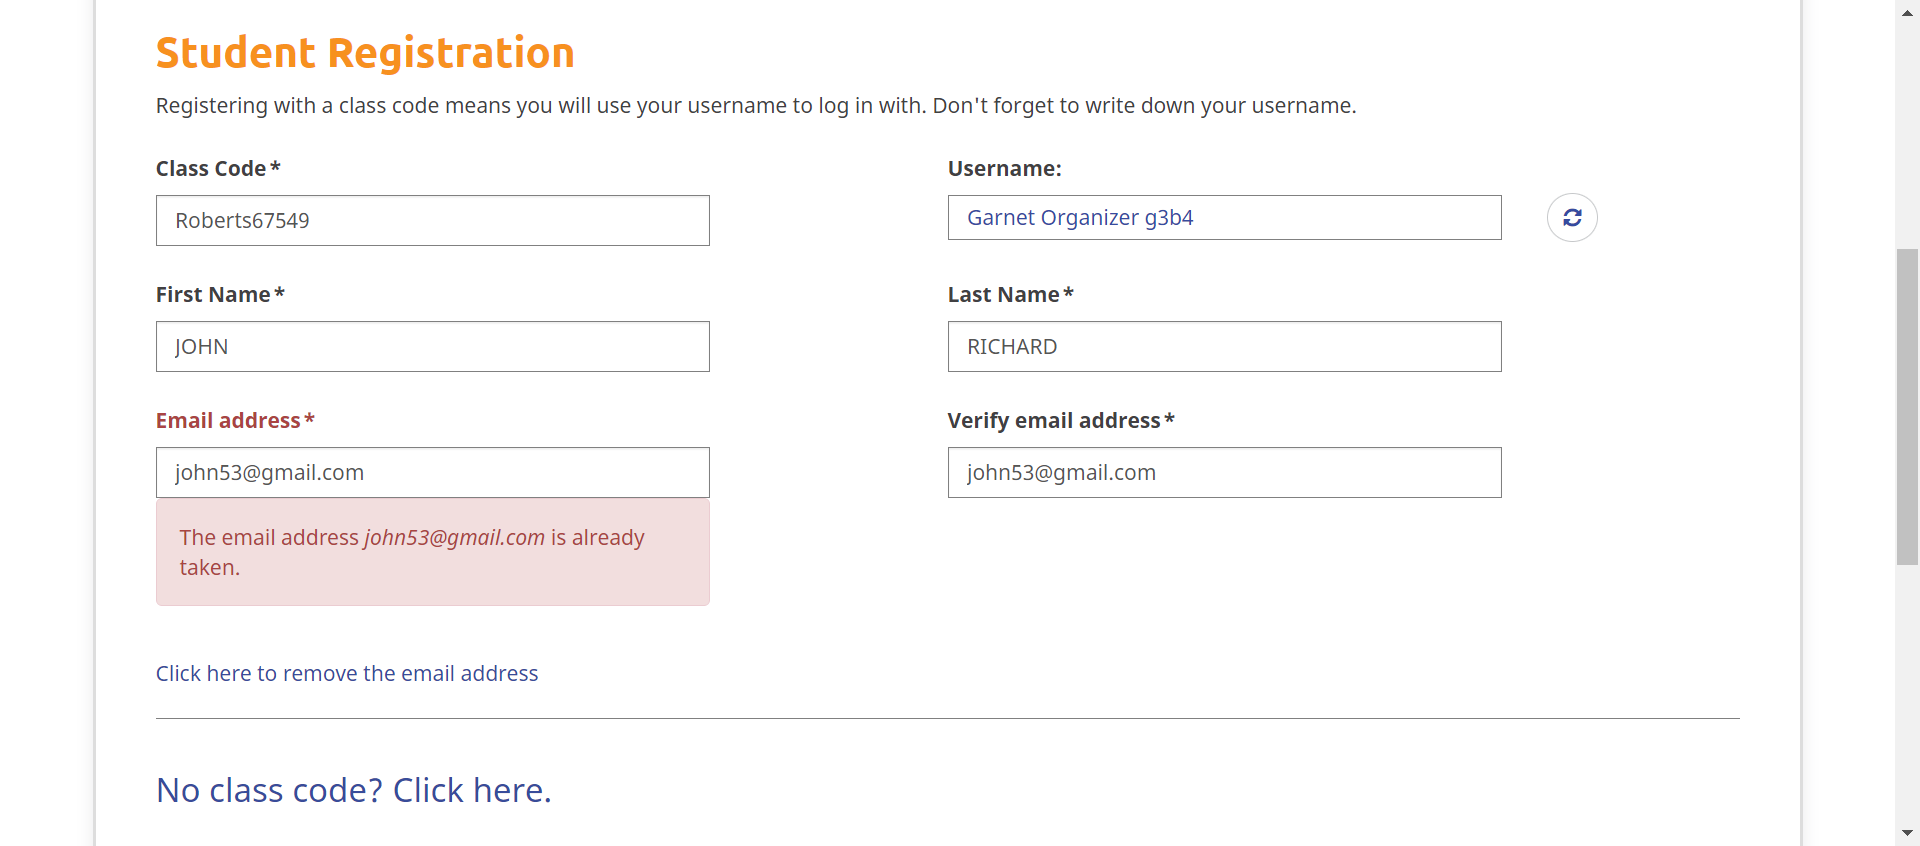 Student Registration
Registering with a class code means you will use your username to log in with. Don't forget to write down your username.
Class Code*
Username:
Roberts67549
Garnet Organizer g3b4
First Name*
Last Name*
JOHN
RICHARD
Email address*
Verify email address*
john53@gmail.com
john53@gmail.com
The email address john53@gmail.com is already
taken.
Click here to remove the email address
No class code? Click here.